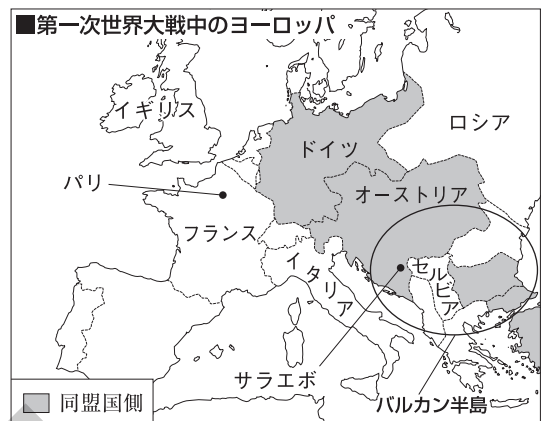 ■第一次世界大戦中のヨーロッパ
イギリス
ロシア
ドイツ
パリ
オーストリア
フランス
イタリア
セルビア
サラエボ
バルカン半島
同盟国側